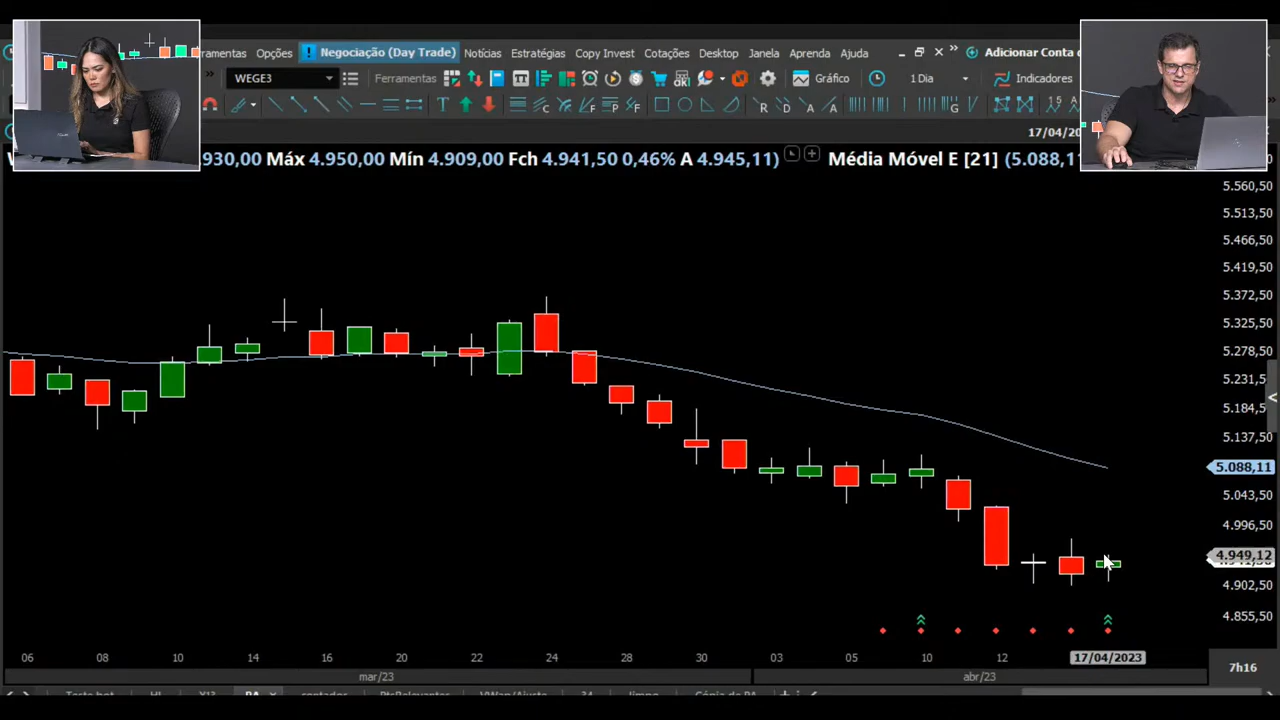 Ferramentas Opções ! Negociação (Day Trade) Notícias Estratégias Copy Invest Cotações Desktop Janela Aprenda Ajuda » Adicionar Conta
WEGE3 Ferramentas Gráfico 1 Dia Indicadores
930,00 Máx 4.950,00 Mín 4.909,00 Fch 4.941,50 0,46% A 4.945,11) Média Móvel E [21] (5.088,11
5.560,50
5.513,50
5.466,50
5.419,50
5.372,50
5.325,50
5.278,50
5.231,5
5.184,50
5.137,50
5.088,11
5.043,50
4.996,50
4.949,12
4.902,50
4.855,50
06 08 10 14 16 20 22 24 28 30 03 05 10 12 17/04/2023
mar/23 abr/23
7h16